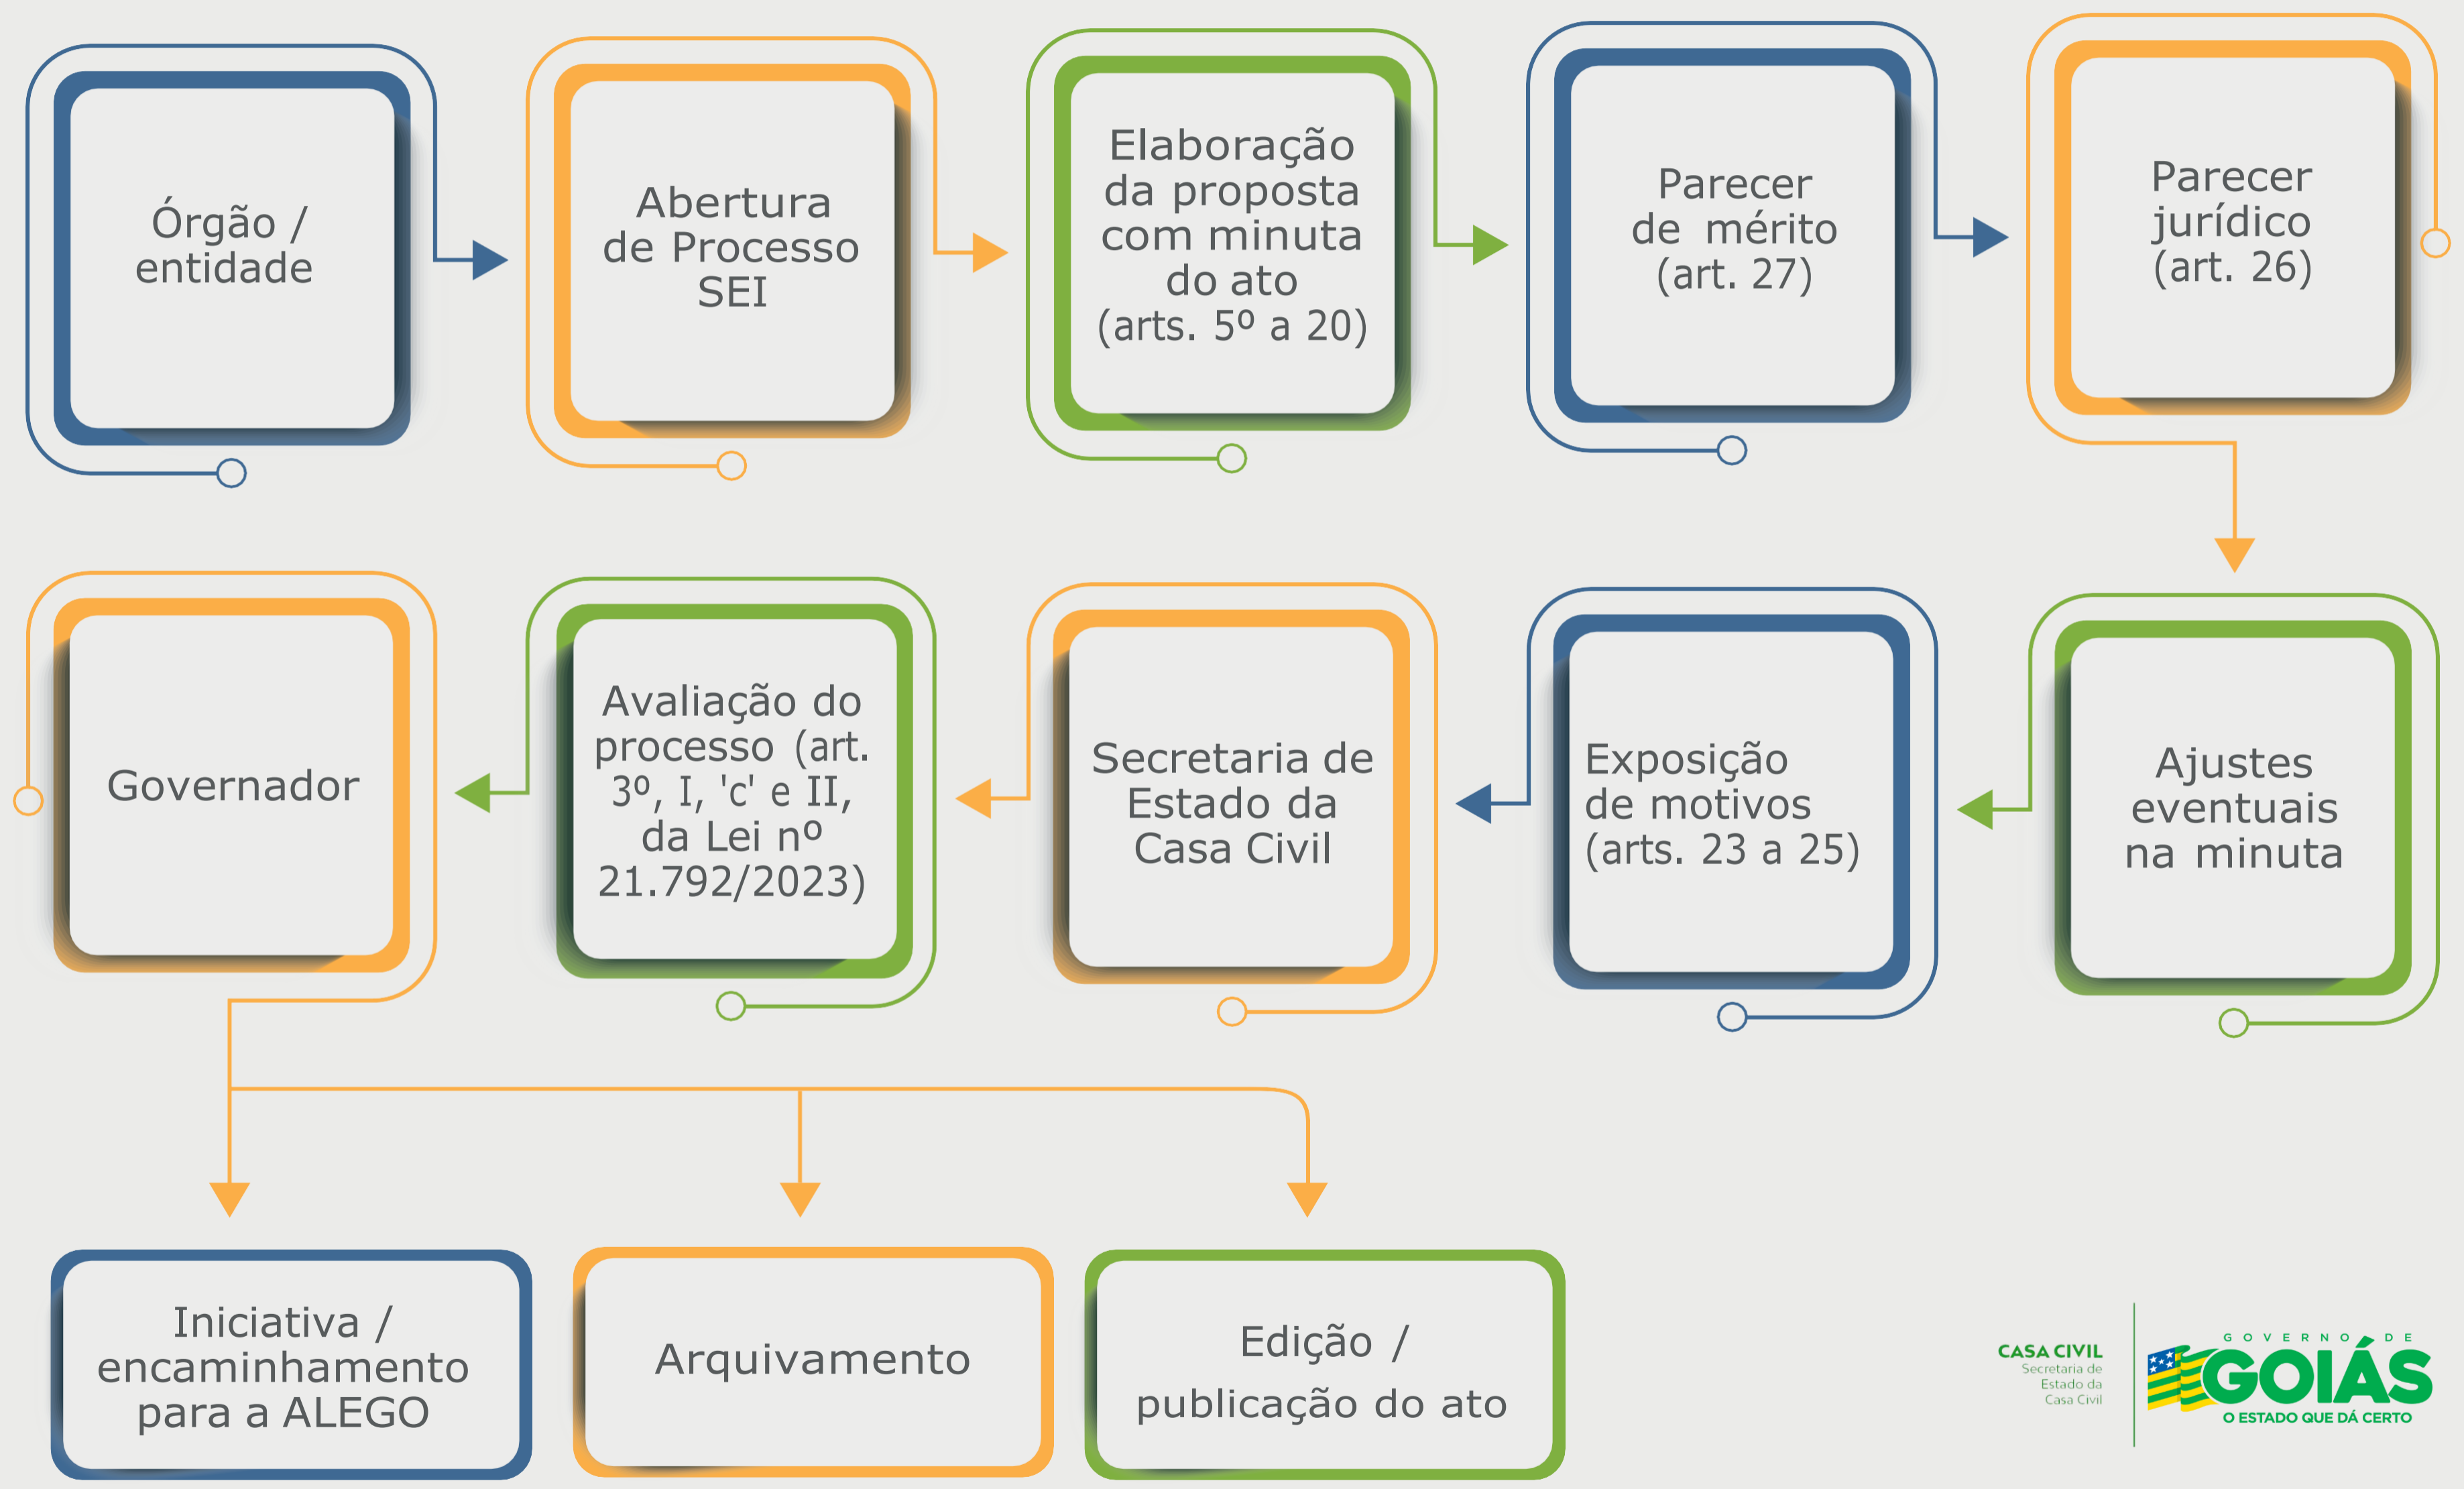 Órgão /
entidade
Abertura
de Processo
SEI
Elaboração
da proposta
com minuta
do ato
(arts. 5º a 20)
Parecer
de mérito
(art. 27)
Parecer
jurídico
(art. 26)
Governador
Avaliação do
processo (art.
3º, I, 'c' e II,
da Lei nº
21.792/2023)
Secretaria de
Estado da
Casa Civil
Exposição
de motivos
(arts. 23 a 25)
Ajustes
eventuais
na minuta
Iniciativa /
encaminhamento
para a ALEGO
Arquivamento
Edição /
publicação do ato
CASA CIVIL
Secretaria de
Estado da
Casa Civil
GOVERNO DE
GOIÁS
O ESTADO QUE DÁ CERTO